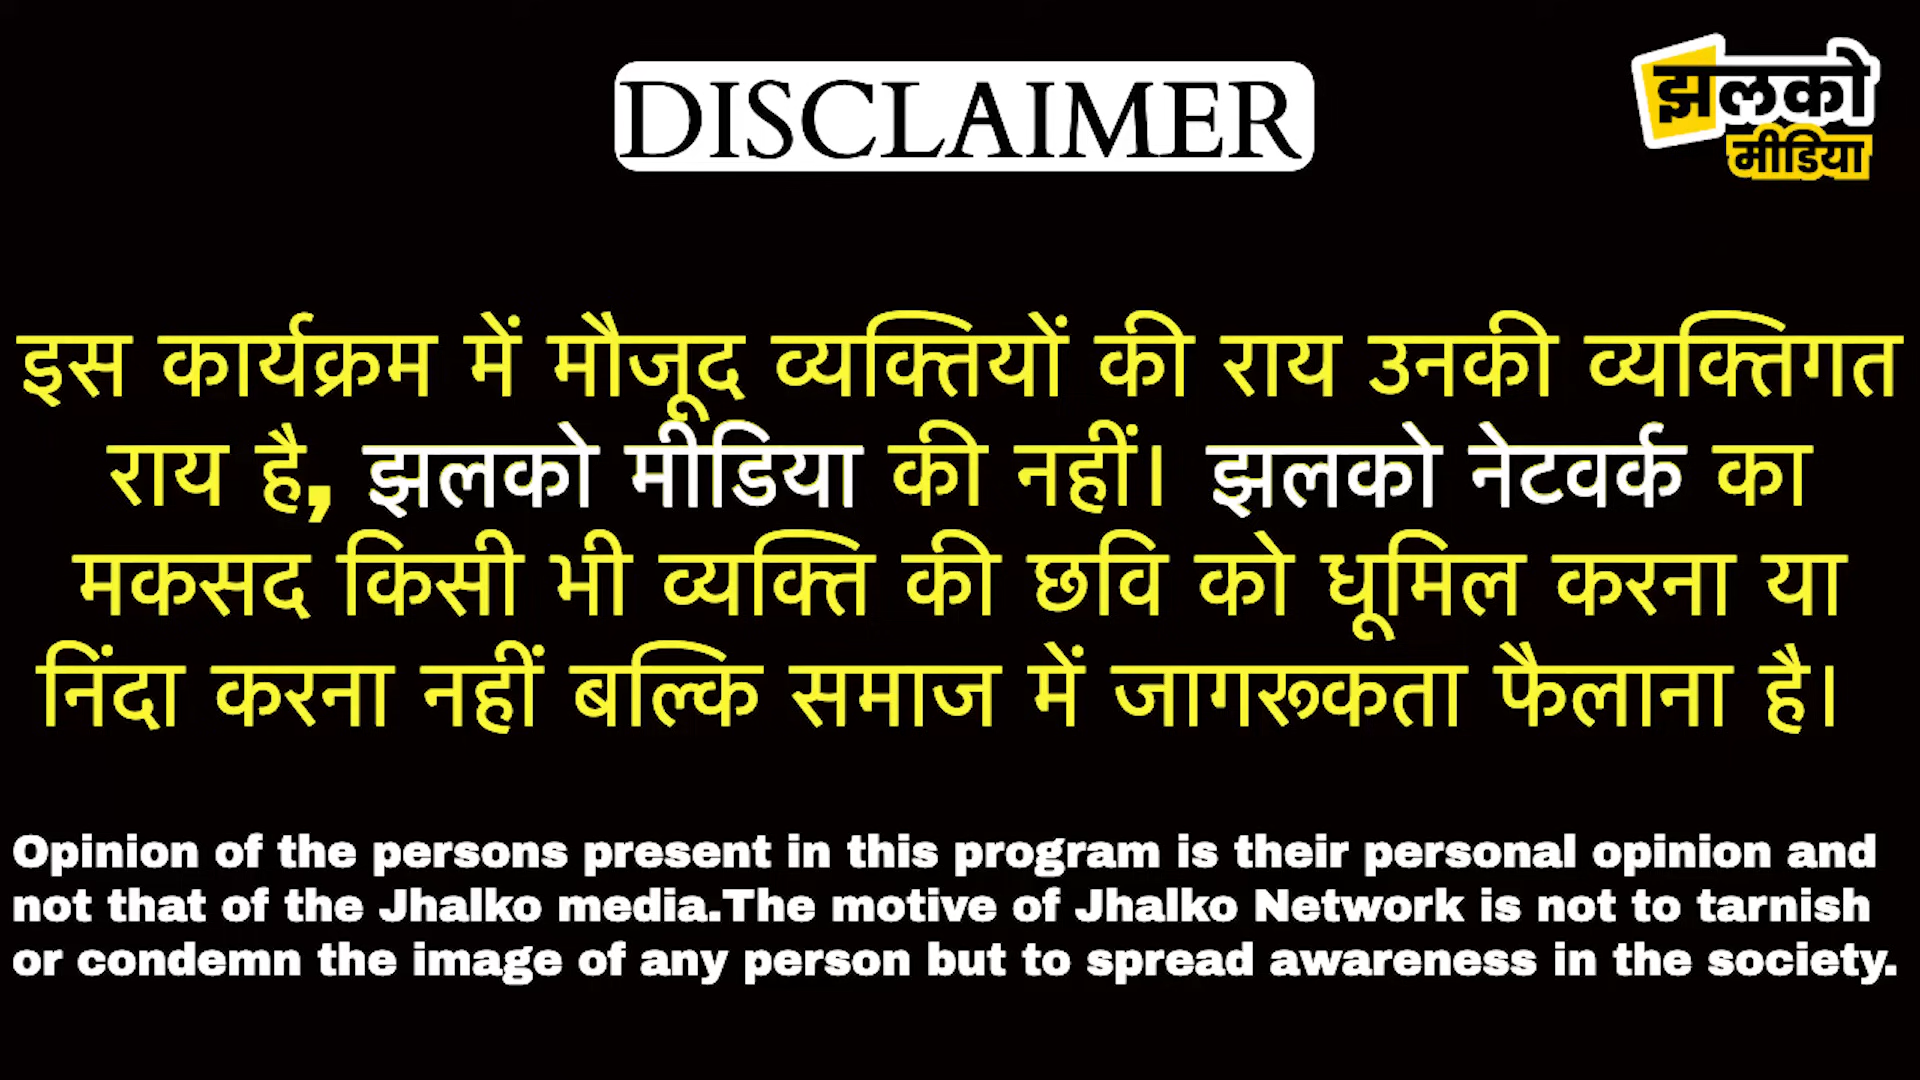 DISCLAIMER
झलको
मीडिया
इस कार्यक्रम में मौजूद व्यक्तियों की राय उनकी व्यक्तिगत
राय है, झलको मीडिया की नहीं। झलको नेटवर्क का
मकसद किसी भी व्यक्ति की छवि को धूमिल करना या
निंदा करना नहीं बल्कि समाज में जागरूकता फैलाना है।
Opinion of the persons present in this program is their personal opinion and
not that of the Jhalko media.The motive of Jhalko Network is not to tarnish
or condemn the image of any person but to spread awareness in the society.